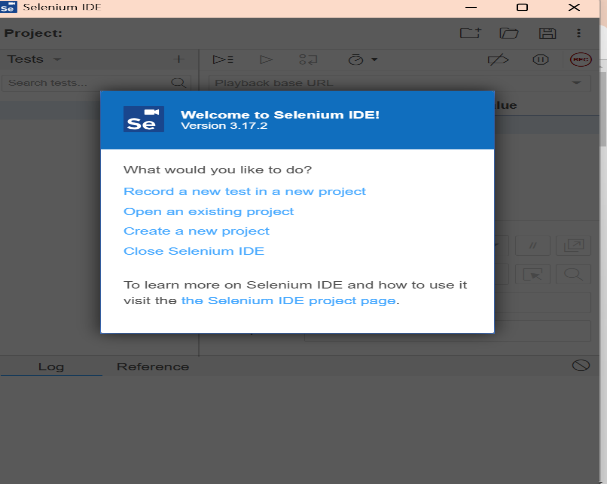 Se Selenium IDE
Project:
Tests
Search tests...
Playback base URL
REC
alue
Se
Welcome to Selenium IDE!
Version 3.17.2
What would you like to do?
Record a new test in a new project
Open an existing project
Create a new project
Close Selenium IDE
To learn more on Selenium IDE and how to use it
visit the the Selenium IDE project page.
//
Log
Reference